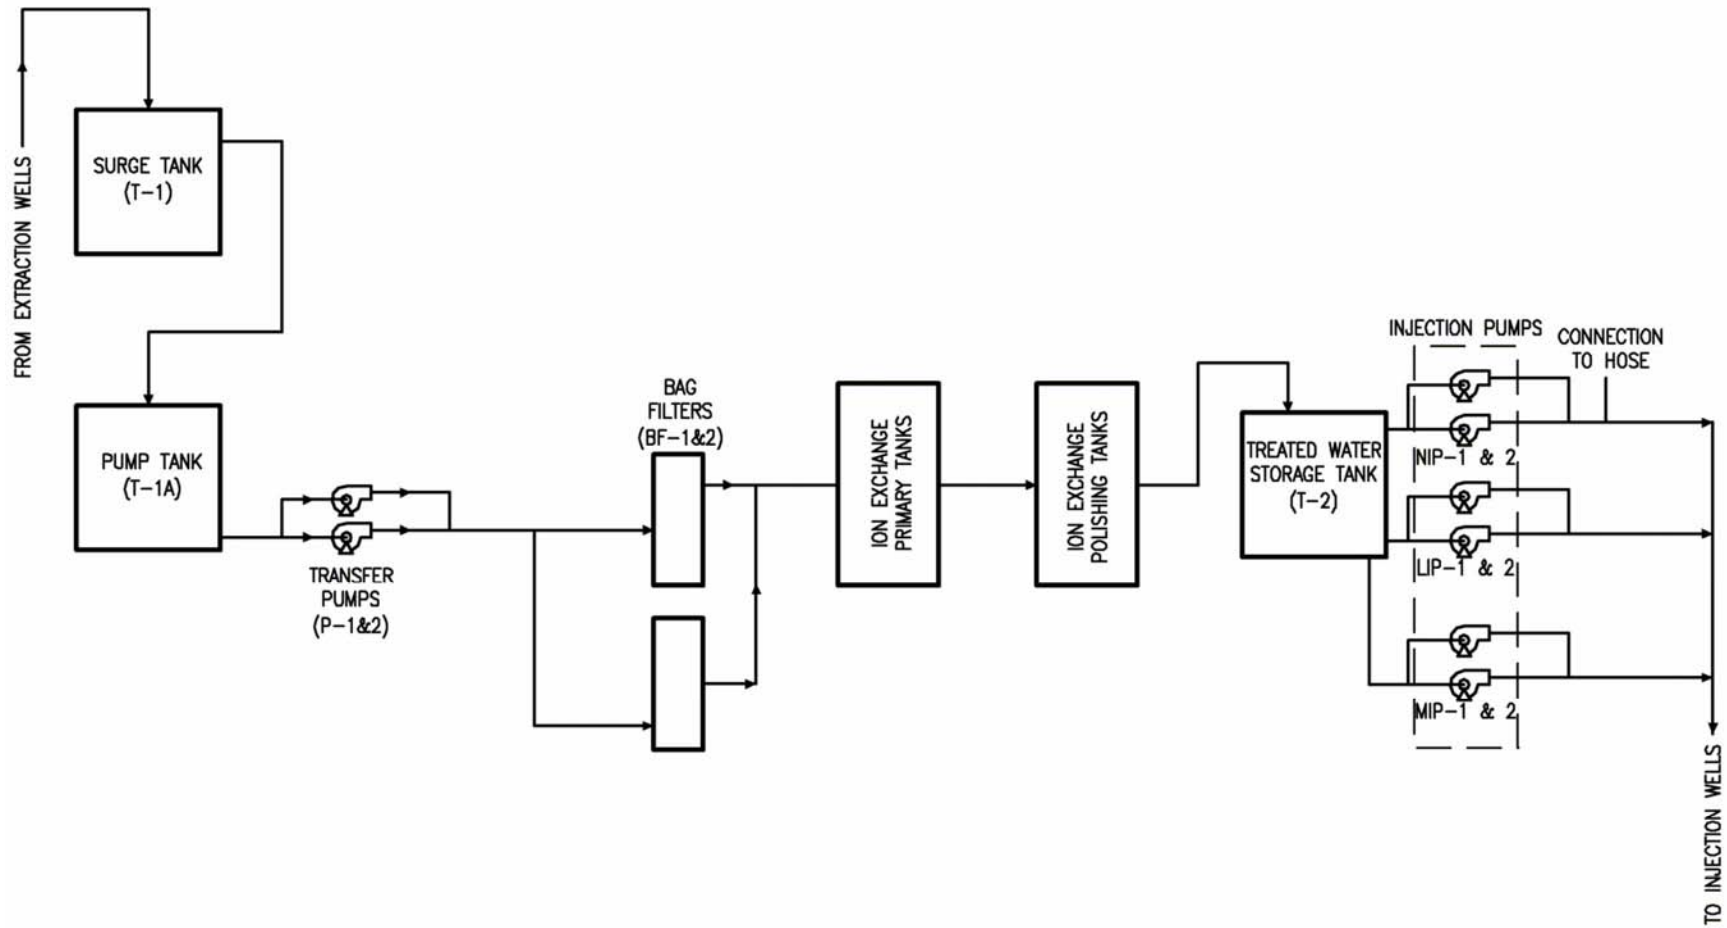 FROM EXTRACTION WELLS
SURGE TANK
(T-1)
PUMP TANK
(T-1A)
TRANSFER
PUMPS
(P-1&2)
BAG
FILTERS
(BF-1&2)
ION EXCHANGE
PRIMARY TANKS
ION EXCHANGE
POLISHING TANKS
TREATED WATER
STORAGE TANK
(T-2)
INJECTION PUMPS
CONNECTION
TO HOSE
NIP-1 & 2
LIP-1 & 2
MIP-1 & 2
TO INJECTION WELLS